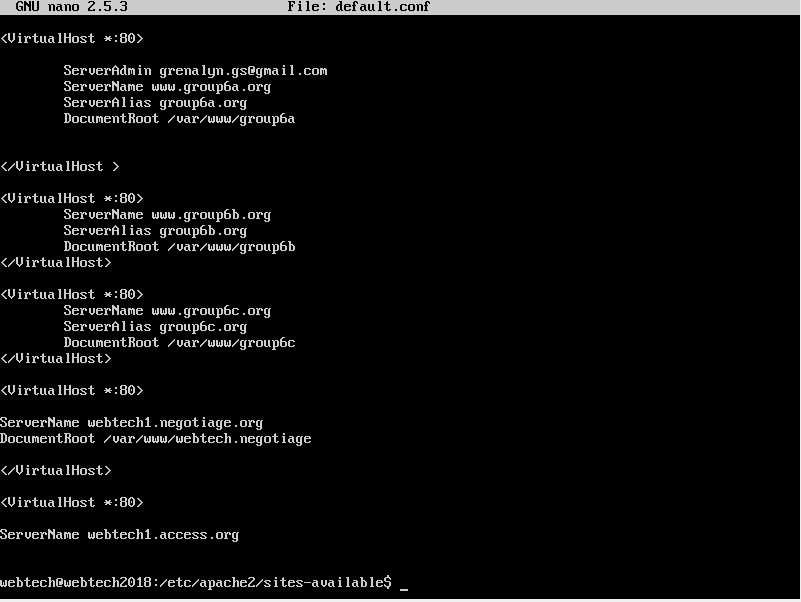 GNU nano 2.5.3 File: default.conf
<VirtualHost *:80>
ServerAdmin grenalyn.gs@gmail.com
ServerName www.group6a.org
ServerAlias group6a.org
DocumentRoot /var/www/group6a
</VirtualHost >
<VirtualHost *:80>
ServerName www.group6b.org
ServerAlias group6b.org
DocumentRoot /var/www/group6b
</VirtualHost>
<VirtualHost *:80>
ServerName www.group6c.org
ServerAlias group6c.org
DocumentRoot /var/www/group6c
</VirtualHost>
<VirtualHost *:80>
ServerName webtech1.negotiage.org
DocumentRoot /var/www/webtech.negotiage
</VirtualHost>
<VirtualHost *:80>
ServerName webtech1.access.org
webtech@webtech2018:/etc/apache2/sites-available$ _